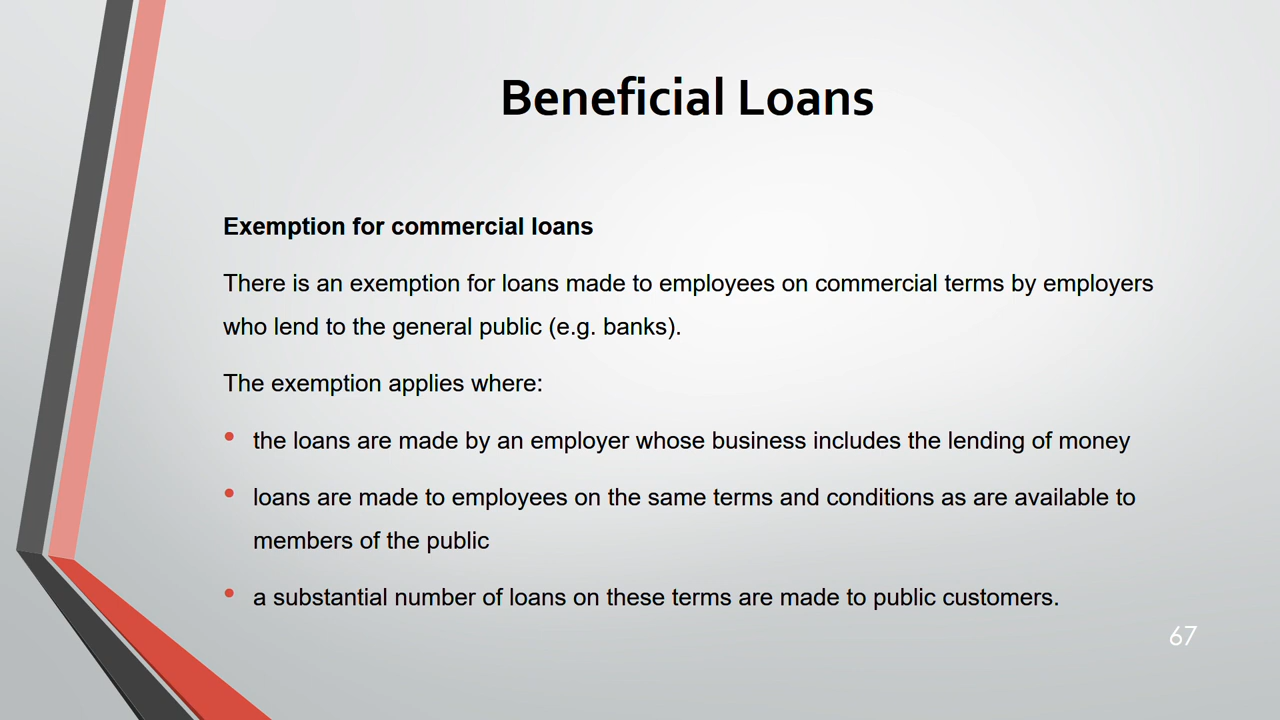 Beneficial Loans
Exemption for commercial loans
There is an exemption for loans made to employees on commercial terms by employers
who lend to the general public (e.g. banks).
The exemption applies where:
• the loans are made by an employer whose business includes the lending of money
• loans are made to employees on the same terms and conditions as are available to
members of the public
• a substantial number of loans on these terms are made to public customers.
67